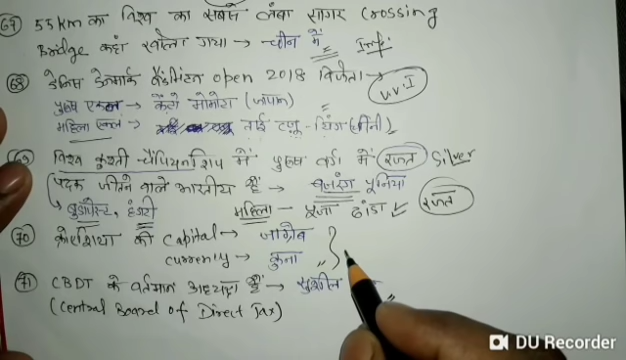 (67) 55 km का विश्व का सबसे लंबा सागर Crossing
Bridge कहां खोला गया → चीन में Imp.
(68) डेनिस डेनमार्क बैडमिंटन open 2018 विजेता → V.V.I
पुरुष एकल → केंटो मोमोटा (जापान)
महिला एकल → ताई त्जु - यिंग (चीनी)
(69) विश्व कुश्ती चैंपियनशिप में पुरुष वर्ग में रजत Silver
पदक जीतने वाले भारतीय हैं → बजरंग पूनिया
बुडापेस्ट, हंगरी महिला - पूजा ढांडा रजत
(70) क्रोएशिया की Capital → जाग्रेब
Currency → कुना
(71) CBDT के वर्तमान अध्यक्ष हैं → सुशील
(Central Board of Direct Tax)
DU Recorder